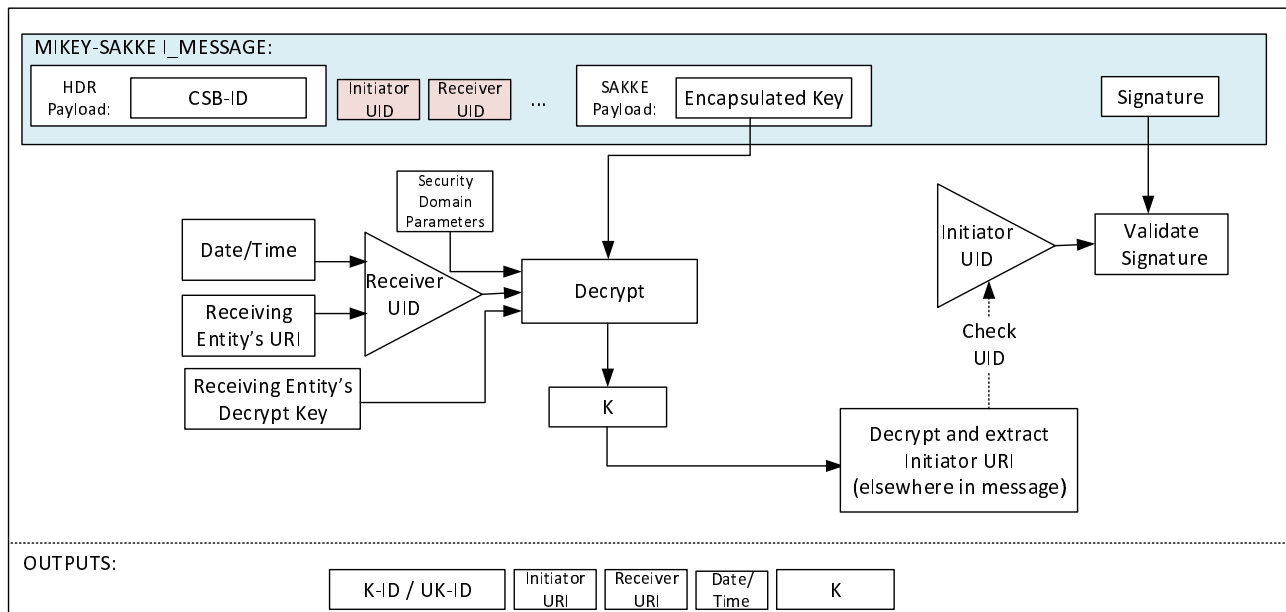 MIKEY-SAKKE I_MESSAGE:
HDR
Payload:
CSB-ID
Initiator
UID
Receiver
UID
...
SAKKE
Payload:
Encapsulated Key
Signature
Security
Domain
Parameters
Date/Time
Receiver
UID
Receiving
Entity’s URI
Receiving Entity’s
Decrypt Key
Decrypt
K
Initiator
UID
Validate
Signature
Check
UID
Decrypt and extract
Initiator URI
(elsewhere in message)
OUTPUTS:
K-ID / UK-ID
Initiator
URI
Receiver
URI
Date/
Time
K